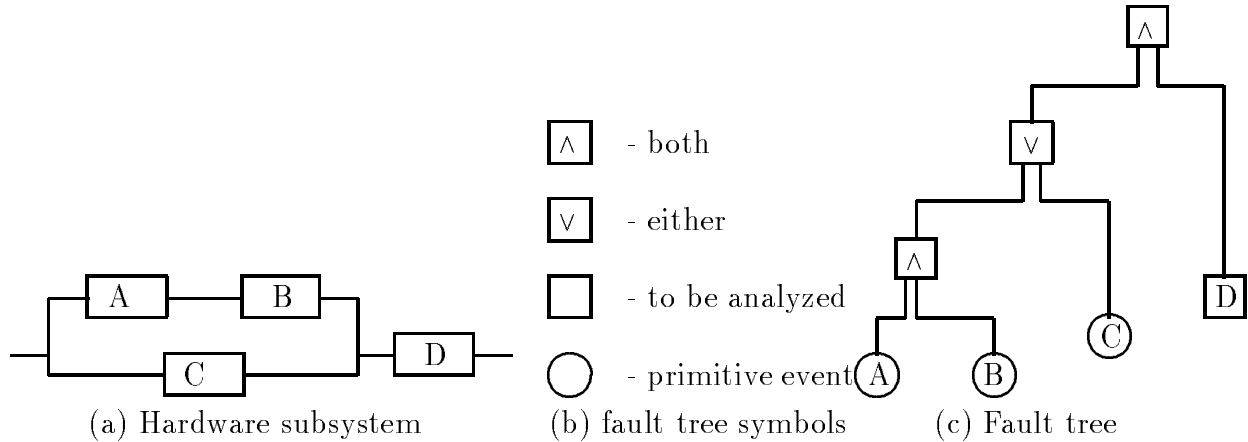 ∧
∧ - both
∨
∨ - either
∧
A B
- to be analyzed
D
C
C
D
- primitive event
A B
(a) Hardware subsystem
(b) fault tree symbols
(c) Fault tree